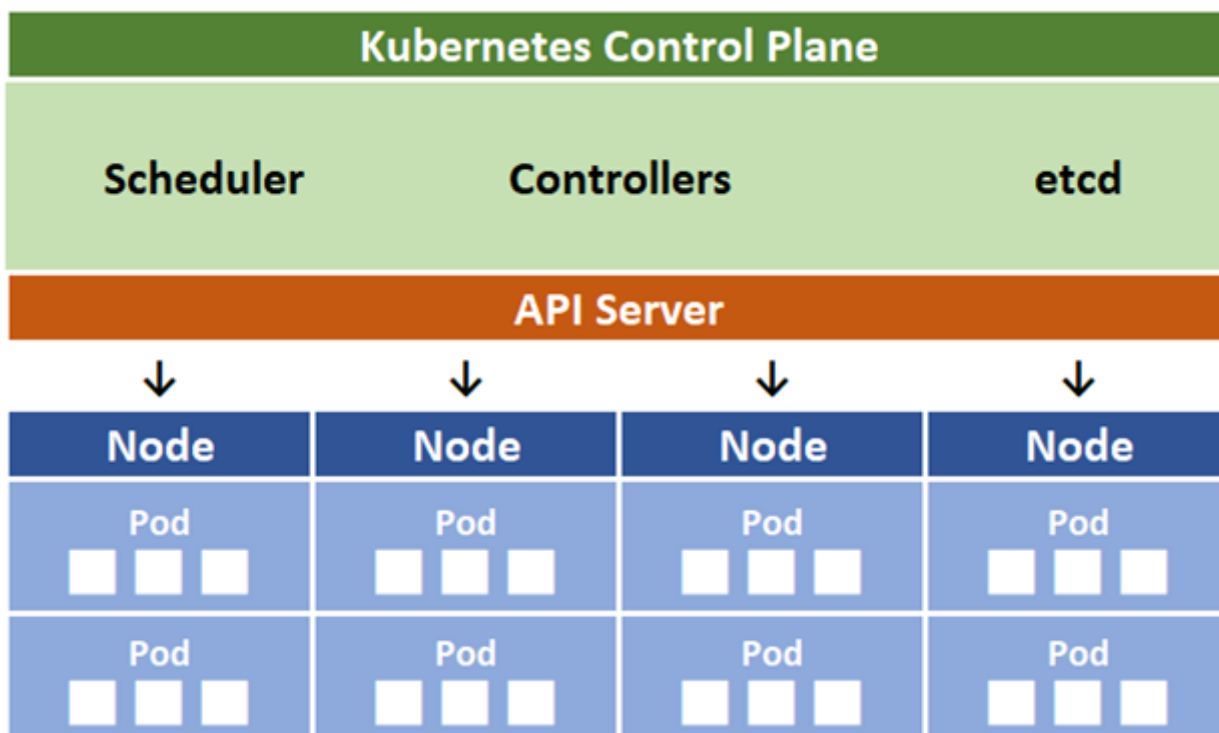 Kubernetes Control Plane
Scheduler Controllers etcd
API Server
↓ ↓ ↓ ↓
Node Node Node Node
Pod Pod Pod Pod
Pod Pod Pod Pod